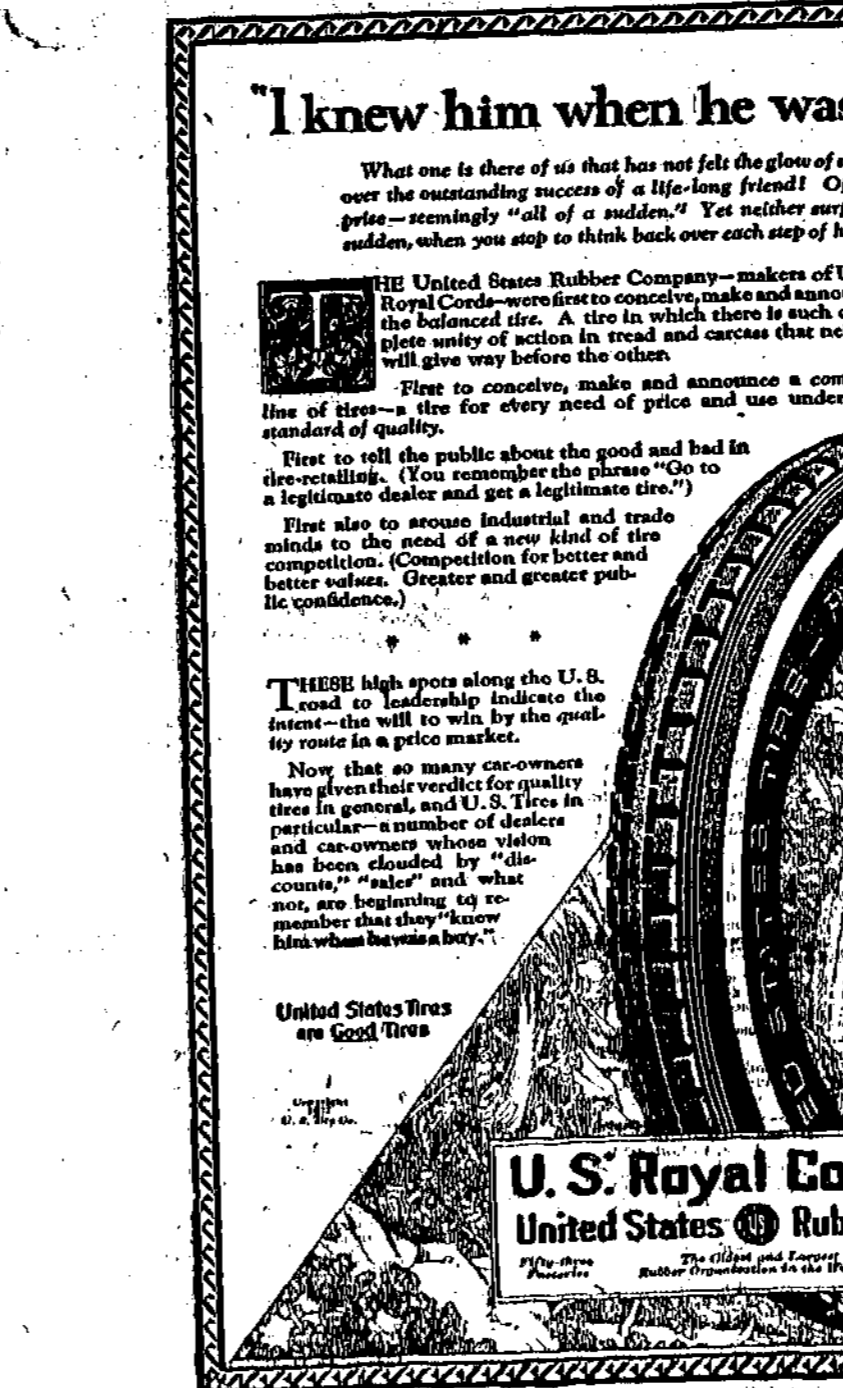 "I knew him when he was
What one is there of us that has not felt the glow of
over the outstanding success of a life-long friend!
prise—seemingly "all of a sudden." Yet neither
sudden, when you stop to think back over each step of
THE United States Rubber Company—makers of
Royal Cords—were first to conceive, make and
the balanced tire. A tire in which there is such
plete unity of action in tread and carcass that
will give way before the other.
First to conceive, make and announce a
line of tires—a tire for every need of price and use under
standard of quality.
First to tell the public about the good and bad in
tire-retailing. (You remember the phrase "Go to
a legitimate dealer and get a legitimate tire.")
First also to arouse industrial and trade
minds to the need of a new kind of tire
competition. (Competition for better and
better values. Greater and greater pub-
lic confidence.)
* * *
THESE high spots along the U. S.
road to leadership indicate the
intent—the will to win by the qual-
ity route in a price market.
Now that so many car-owners
have given their verdict for quality
tires in general, and U. S. Tires in
particular—a number of dealers
and car-owners whose vision
has been clouded by "dis-
counts," "sales" and what
not, are beginning to re-
member that they "knew
him when he was a boy."
United States Tires
are Good Tires
Copyright
U. S. Tire Co.
ED STATES TIRES
U. S. Royal Co
United States US Rub
Fifty-three
Factories
The Oldest and Largest
Rubber Organization in the